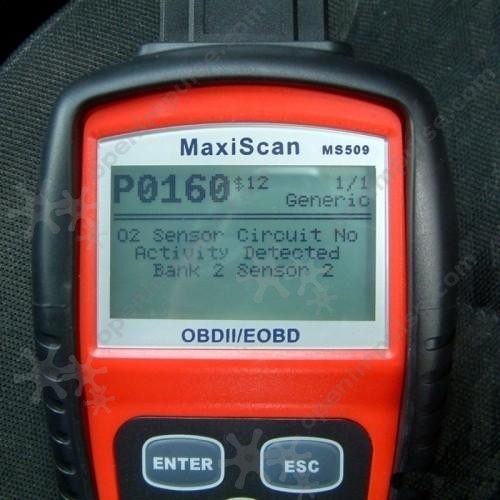 MaxiScan MS509
P0160 $12 1/1
Generic
O2 Sensor Circuit No
Activity Detected
Bank 2 Sensor 2
OBDII/EOBD
ENTER ESC